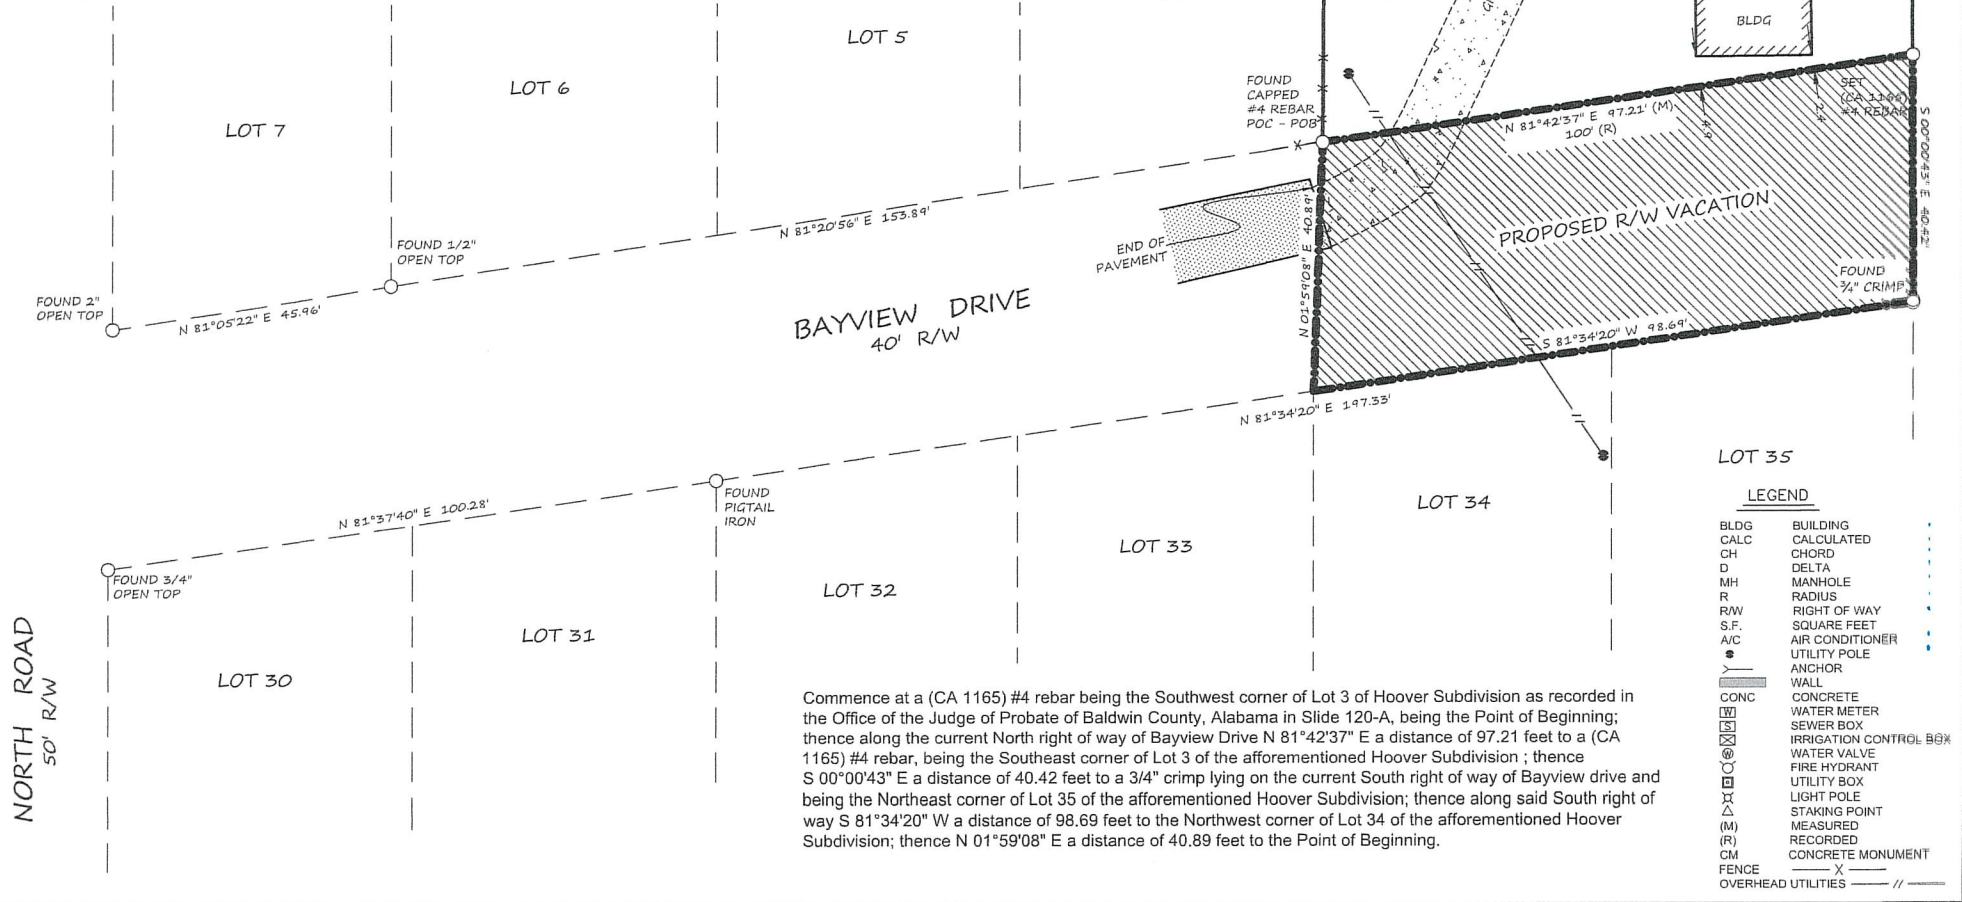 BLDG
LOT 5
LOT 6
LOT 7
FOUND
CAPPED
#4 REBAR
POC - POB
SET
(CA 1165)
#4 REBAR
N 81°42'37" E 97.21' (M)
100' (R)
4.9
2.4
S 00°00'43" E 40.42'
PROPOSED R/W VACATION
N 81°20'56" E 153.89'
END OF
PAVEMENT
N 01°59'08" E 40.89'
FOUND 1/2"
OPEN TOP
FOUND 2"
OPEN TOP
N 81°05'22" E 45.96'
BAYVIEW DRIVE
40' R/W
FOUND
3/4" CRIMP
S 81°34'20" W 98.69'
N 81°34'20" E 197.33'
N 81°37'40" E 100.28'
FOUND
PIGTAIL
IRON
FOUND 3/4"
OPEN TOP
LOT 35
LOT 34
LOT 33
LOT 32
LOT 31
LOT 30
NORTH ROAD
50' R/W
Commence at a (CA 1165) #4 rebar being the Southwest corner of Lot 3 of Hoover Subdivision as recorded in
the Office of the Judge of Probate of Baldwin County, Alabama in Slide 120-A, being the Point of Beginning;
thence along the current North right of way of Bayview Drive N 81°42'37" E a distance of 97.21 feet to a (CA
1165) #4 rebar, being the Southeast corner of Lot 3 of the afforementioned Hoover Subdivision ; thence
S 00°00'43" E a distance of 40.42 feet to a 3/4" crimp lying on the current South right of way of Bayview drive and
being the Northeast corner of Lot 35 of the afforementioned Hoover Subdivision; thence along said South right of
way S 81°34'20" W a distance of 98.69 feet to the Northwest corner of Lot 34 of the afforementioned Hoover
Subdivision; thence N 01°59'08" E a distance of 40.89 feet to the Point of Beginning.
LEGEND
BLDG BUILDING
CALC CALCULATED
CH CHORD
D DELTA
MH MANHOLE
R RADIUS
R/W RIGHT OF WAY
S.F. SQUARE FEET
A/C AIR CONDITIONER
UTILITY POLE
ANCHOR
WALL
CONC CONCRETE
W WATER METER
S SEWER BOX
IRRIGATION CONTROL BOX
W WATER VALVE
FIRE HYDRANT
UTILITY BOX
LIGHT POLE
STAKING POINT
(M) MEASURED
(R) RECORDED
CM CONCRETE MONUMENT
FENCE X
OVERHEAD UTILITIES //